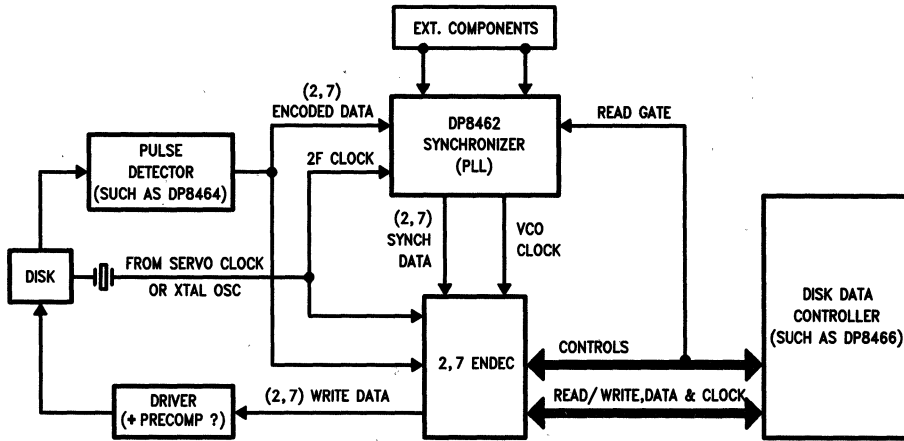 EXT. COMPONENTS
(2,7)
ENCODED DATA
DP8462
SYNCHRONIZER
(PLL)
READ GATE
PULSE
DETECTOR
(SUCH AS DP8464)
2F CLOCK
(2,7)
SYNCH
DATA
VCO
CLOCK
DISK
FROM SERVO CLOCK
OR XTAL OSC
DISK DATA
CONTROLLER
(SUCH AS DP8466)
2,7 ENDEC
CONTROLS
DRIVER
(+ PRECOMP ?)
(2,7) WRITE DATA
READ/WRITE,DATA & CLOCK